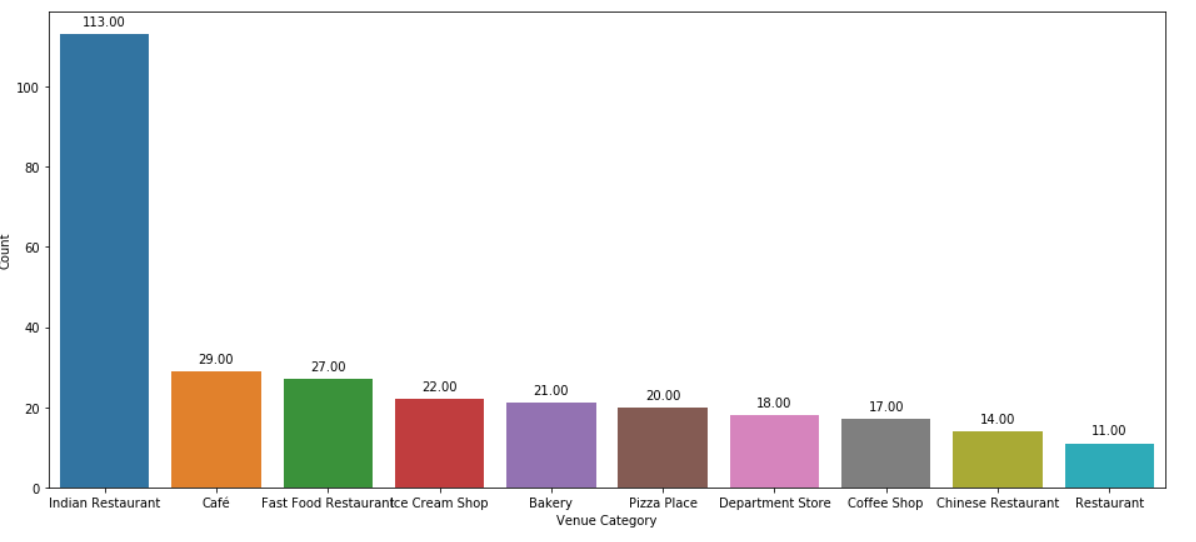 113.00
100
80
60
40
20
0
Count
29.00
27.00
22.00
21.00
20.00
18.00
17.00
14.00
11.00
Indian Restaurant
Café
Fast Food Restaurant
Ice Cream Shop
Bakery
Pizza Place
Department Store
Coffee Shop
Chinese Restaurant
Restaurant
Venue Category